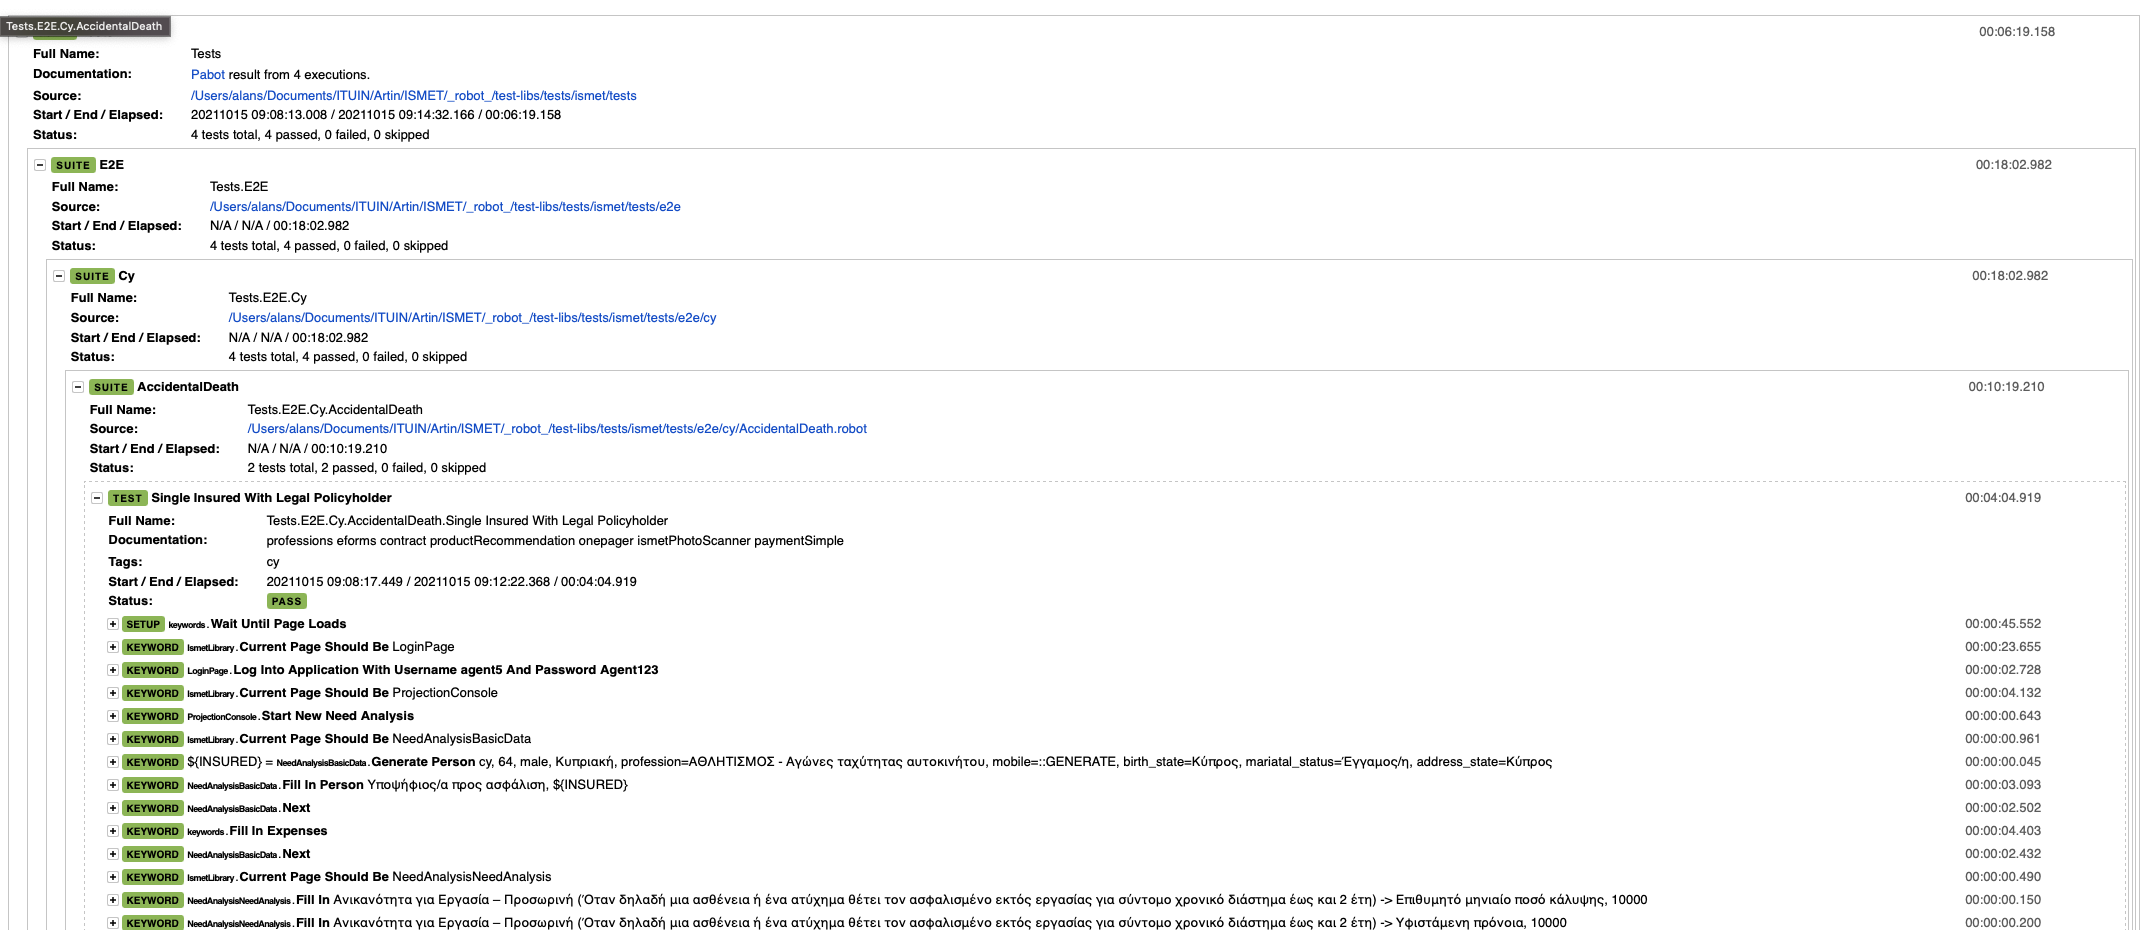 Tests.E2E.Cy.AccidentalDeath
00:06:19.158
Full Name: Tests
Documentation: Pabot result from 4 executions.
Source: /Users/alans/Documents/ITUIN/Artin/ISMET/_robot_/test-libs/tests/ismet/tests
Start / End / Elapsed: 20211015 09:08:13.008 / 20211015 09:14:32.166 / 00:06:19.158
Status: 4 tests total, 4 passed, 0 failed, 0 skipped
SUITE E2E 00:18:02.982
Full Name: Tests.E2E
Source: /Users/alans/Documents/ITUIN/Artin/ISMET/_robot_/test-libs/tests/ismet/tests/e2e
Start / End / Elapsed: N/A / N/A / 00:18:02.982
Status: 4 tests total, 4 passed, 0 failed, 0 skipped
SUITE Cy 00:18:02.982
Full Name: Tests.E2E.Cy
Source: /Users/alans/Documents/ITUIN/Artin/ISMET/_robot_/test-libs/tests/ismet/tests/e2e/cy
Start / End / Elapsed: N/A / N/A / 00:18:02.982
Status: 4 tests total, 4 passed, 0 failed, 0 skipped
SUITE AccidentalDeath 00:10:19.210
Full Name: Tests.E2E.Cy.AccidentalDeath
Source: /Users/alans/Documents/ITUIN/Artin/ISMET/_robot_/test-libs/tests/ismet/tests/e2e/cy/AccidentalDeath.robot
Start / End / Elapsed: N/A / N/A / 00:10:19.210
Status: 2 tests total, 2 passed, 0 failed, 0 skipped
TEST Single Insured With Legal Policyholder 00:04:04.919
Full Name: Tests.E2E.Cy.AccidentalDeath.Single Insured With Legal Policyholder
Documentation: professions eforms contract productRecommendation onepager ismetPhotoScanner paymentSimple
Tags: cy
Start / End / Elapsed: 20211015 09:08:17.449 / 20211015 09:12:22.368 / 00:04:04.919
Status: PASS
SETUP keywords.Wait Until Page Loads 00:00:45.552
KEYWORD IsmetLibrary.Current Page Should Be LoginPage 00:00:23.655
KEYWORD LoginPage.Log Into Application With Username agent5 And Password Agent123 00:00:02.728
KEYWORD IsmetLibrary.Current Page Should Be ProjectionConsole 00:00:04.132
KEYWORD ProjectionConsole.Start New Need Analysis 00:00:00.643
KEYWORD IsmetLibrary.Current Page Should Be NeedAnalysisBasicData 00:00:00.961
KEYWORD ${INSURED} = NeedAnalysisBasicData.Generate Person cy, 64, male, Κυπριακή, profession=ΑΘΛΗΤΙΣΜΟΣ - Αγώνες ταχύτητας αυτοκινήτου, mobile=::GENERATE, birth_state=Κύπρος, mariatal_status=Έγγαμος/η, address_state=Κύπρος 00:00:00.045
KEYWORD NeedAnalysisBasicData.Fill In Person Υποψήφιος/α προς ασφάλιση, ${INSURED} 00:00:03.093
KEYWORD NeedAnalysisBasicData.Next 00:00:02.502
KEYWORD keywords.Fill In Expenses 00:00:04.403
KEYWORD NeedAnalysisBasicData.Next 00:00:02.432
KEYWORD IsmetLibrary.Current Page Should Be NeedAnalysisNeedAnalysis 00:00:00.490
KEYWORD NeedAnalysisNeedAnalysis.Fill In Ανικανότητα για Εργασία – Προσωρινή (Όταν δηλαδή μια ασθένεια ή ένα ατύχημα θέτει τον ασφαλισμένο εκτός εργασίας για σύντομο χρονικό διάστημα έως και 2 έτη) -> Επιθυμητό μηνιαίο ποσό κάλυψης, 10000 00:00:00.150
KEYWORD NeedAnalysisNeedAnalysis.Fill In Ανικανότητα για Εργασία – Προσωρινή (Όταν δηλαδή μια ασθένεια ή ένα ατύχημα θέτει τον ασφαλισμένο εκτός εργασίας για σύντομο χρονικό διάστημα έως και 2 έτη) -> Υφιστάμενη πρόνοια, 10000 00:00:00.200